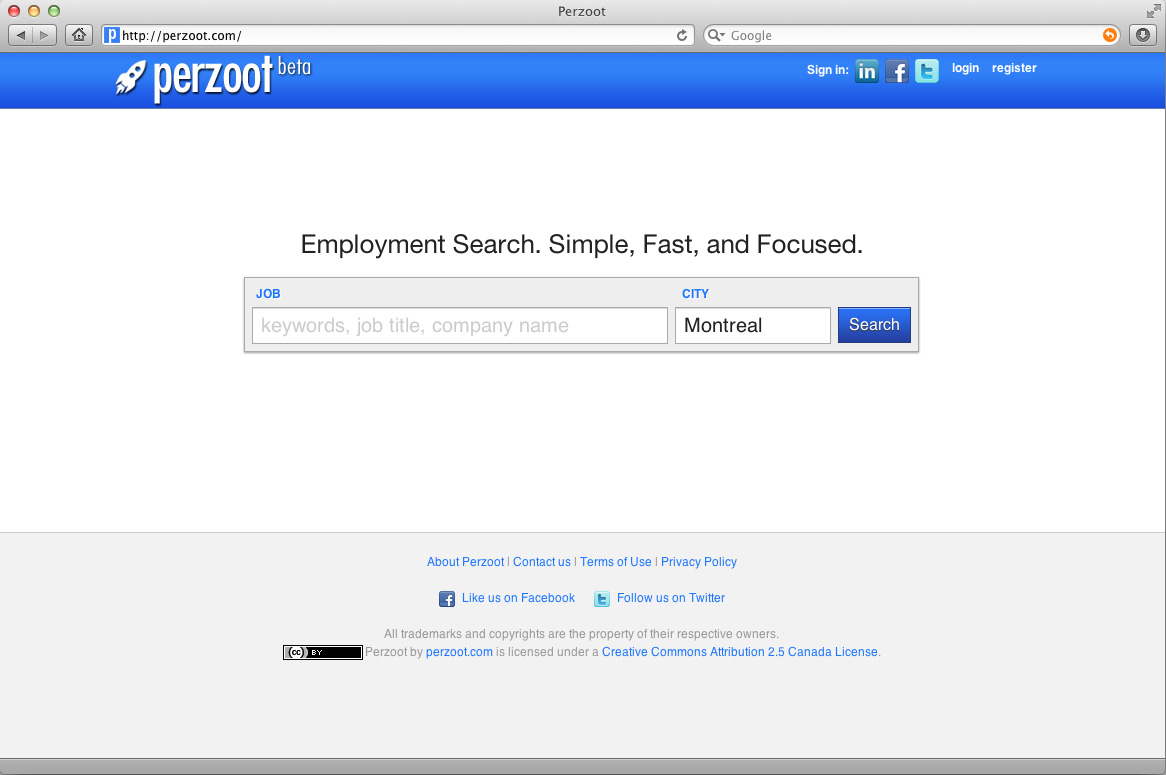 Perzoot
http://perzoot.com/
Google
perzoot beta
Sign in: in f t login register
Employment Search. Simple, Fast, and Focused.
JOB CITY
keywords, job title, company name Montreal Search
About Perzoot | Contact us | Terms of Use | Privacy Policy
Like us on Facebook Follow us on Twitter
All trademarks and copyrights are the property of their respective owners.
(cc) BY Perzoot by perzoot.com is licensed under a Creative Commons Attribution 2.5 Canada License.